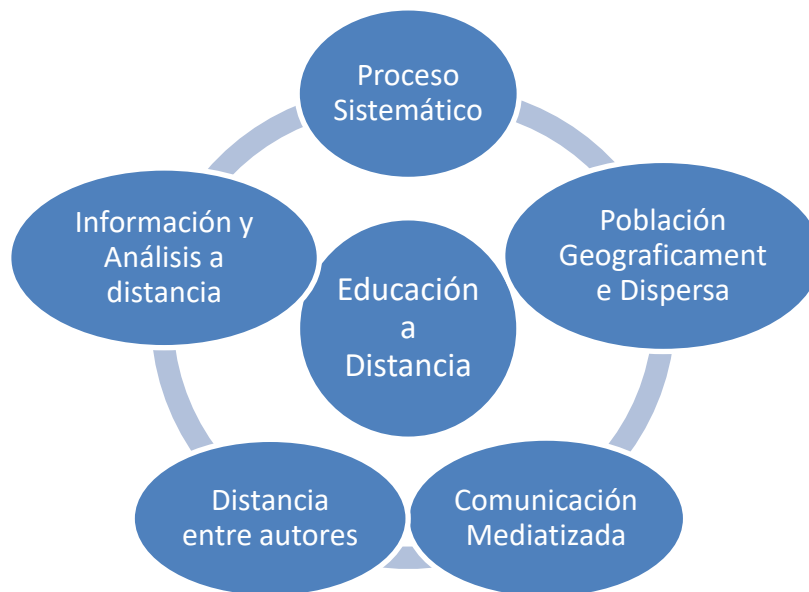 Proceso
Sistemático
Población
Geograficament
e Dispersa
Comunicación
Mediatizada
Distancia
entre autores
Información y
Análisis a
distancia
Educación
a
Distancia